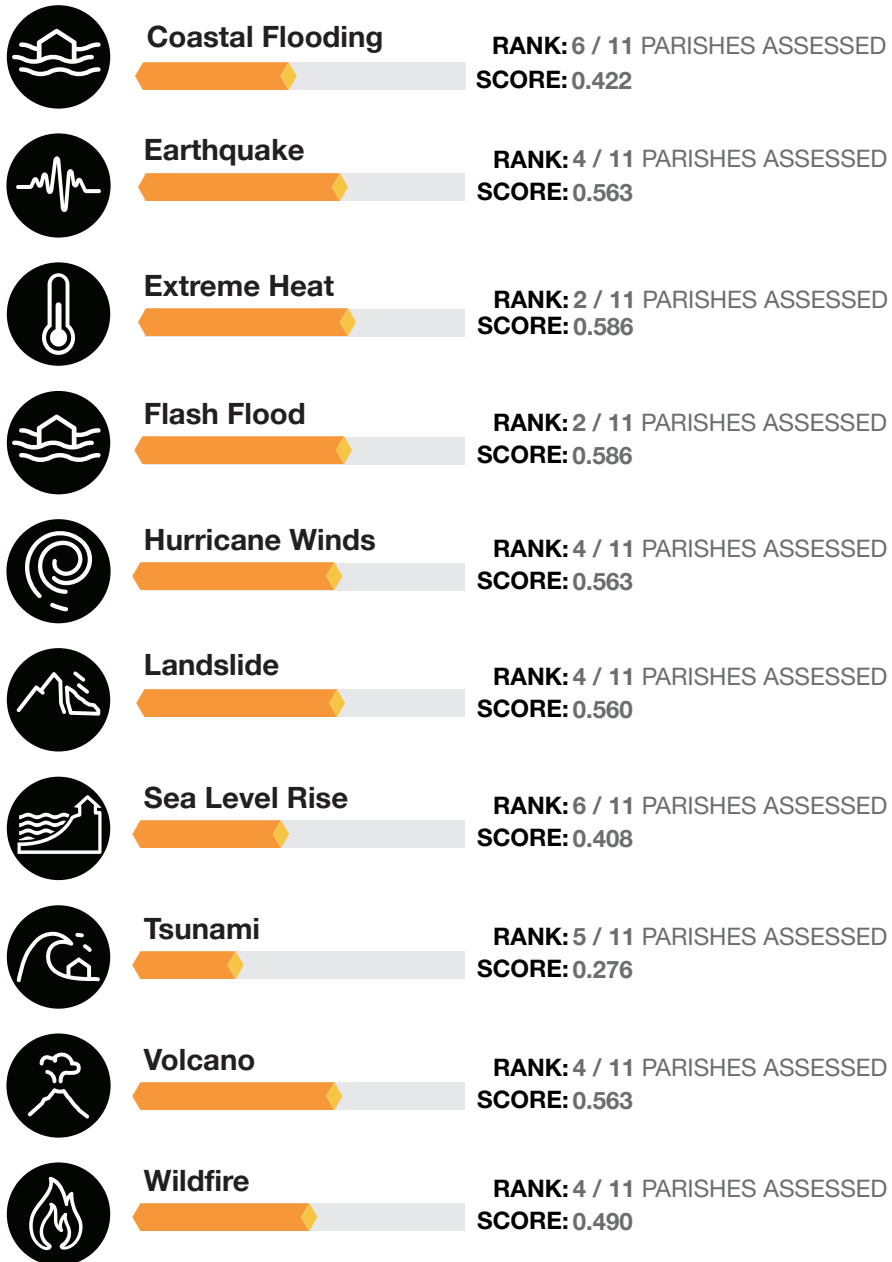 Coastal Flooding
RANK: 6 / 11 PARISHES ASSESSED
SCORE: 0.422
Earthquake
RANK: 4 / 11 PARISHES ASSESSED
SCORE: 0.563
Extreme Heat
RANK: 2 / 11 PARISHES ASSESSED
SCORE: 0.586
Flash Flood
RANK: 2 / 11 PARISHES ASSESSED
SCORE: 0.586
Hurricane Winds
RANK: 4 / 11 PARISHES ASSESSED
SCORE: 0.563
Landslide
RANK: 4 / 11 PARISHES ASSESSED
SCORE: 0.560
Sea Level Rise
RANK: 6 / 11 PARISHES ASSESSED
SCORE: 0.408
Tsunami
RANK: 5 / 11 PARISHES ASSESSED
SCORE: 0.276
Volcano
RANK: 4 / 11 PARISHES ASSESSED
SCORE: 0.563
Wildfire
RANK: 4 / 11 PARISHES ASSESSED
SCORE: 0.490